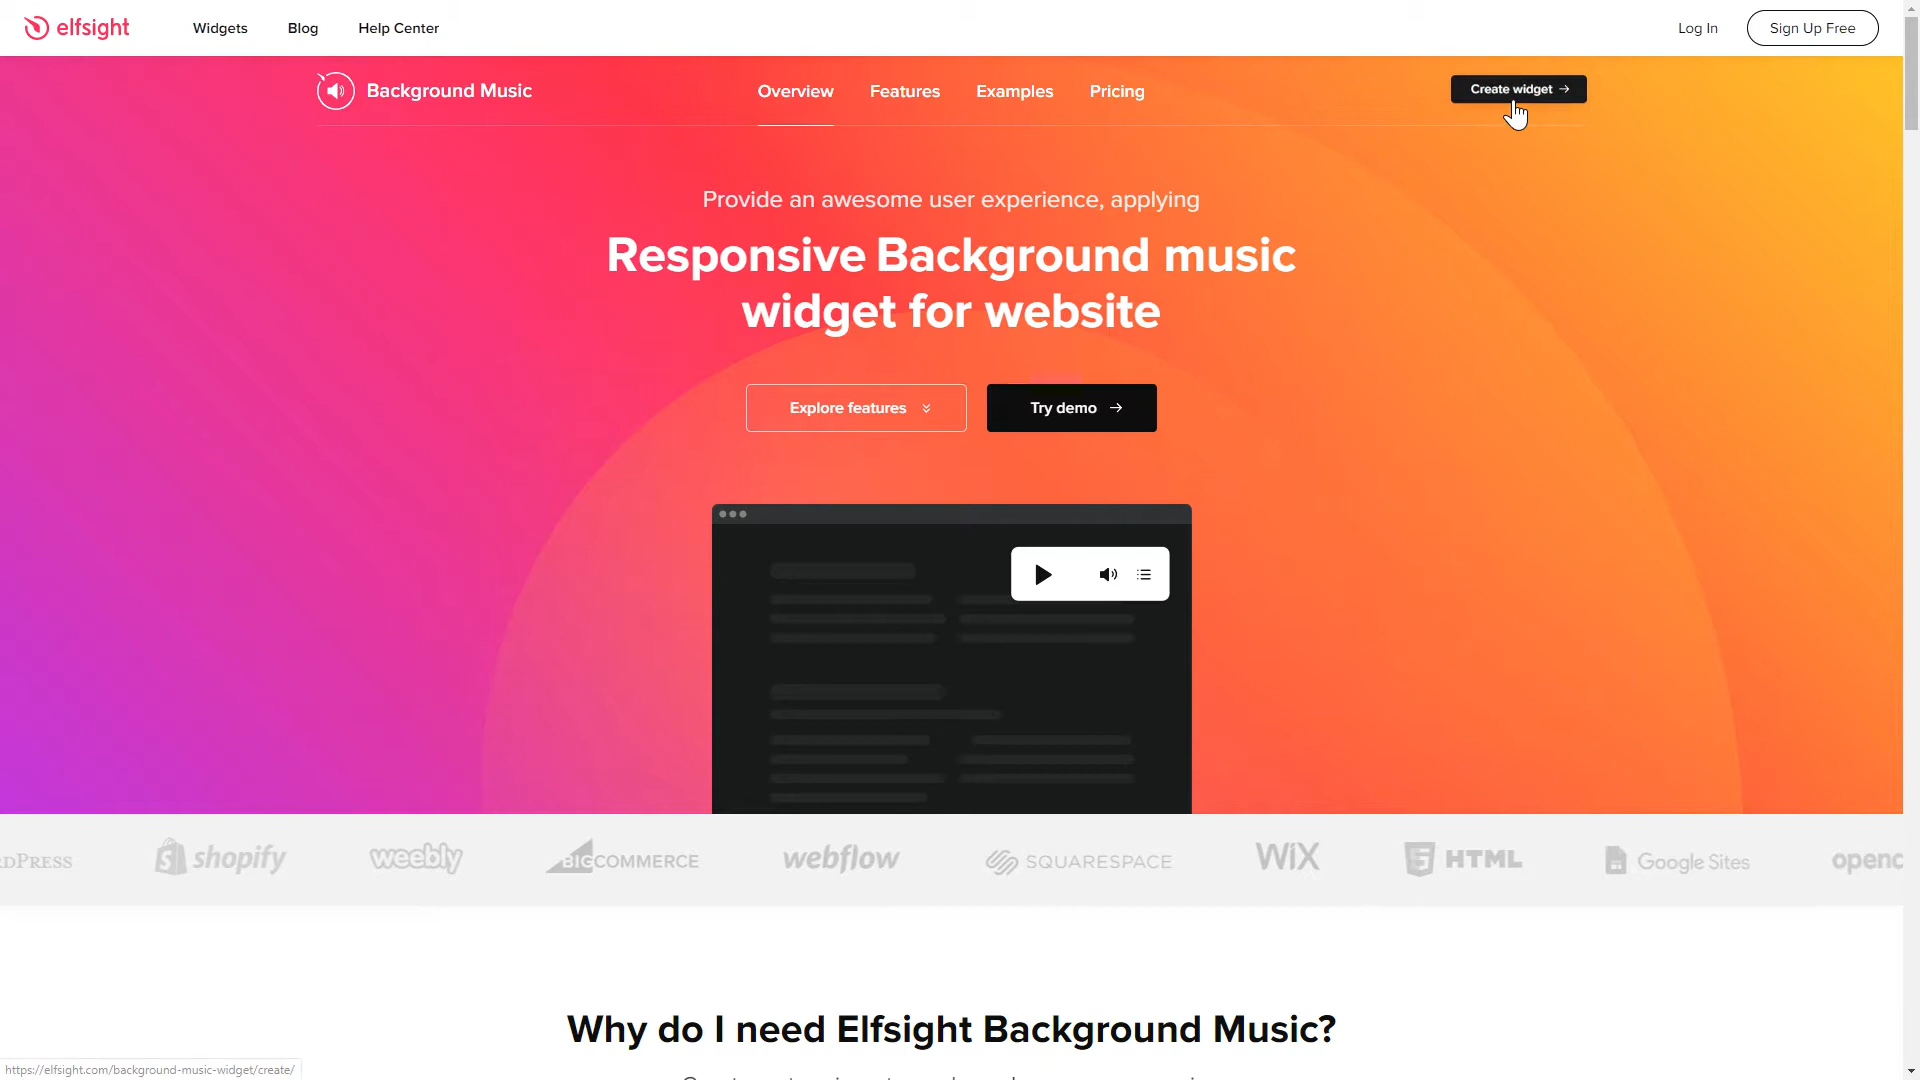 elfsight
Widgets
Blog
Help Center
Log In
Sign Up Free
Background Music
Overview
Features
Examples
Pricing
Create widget →
Provide an awesome user experience, applying
Responsive Background music
widget for website
Explore features
Try demo →
shopify
weebly
BIGCOMMERCE
webflow
SQUARESPACE
WiX
HTML
Google Sites
openc
Why do I need Elfsight Background Music?
https://elfsight.com/background-music-widget/create/